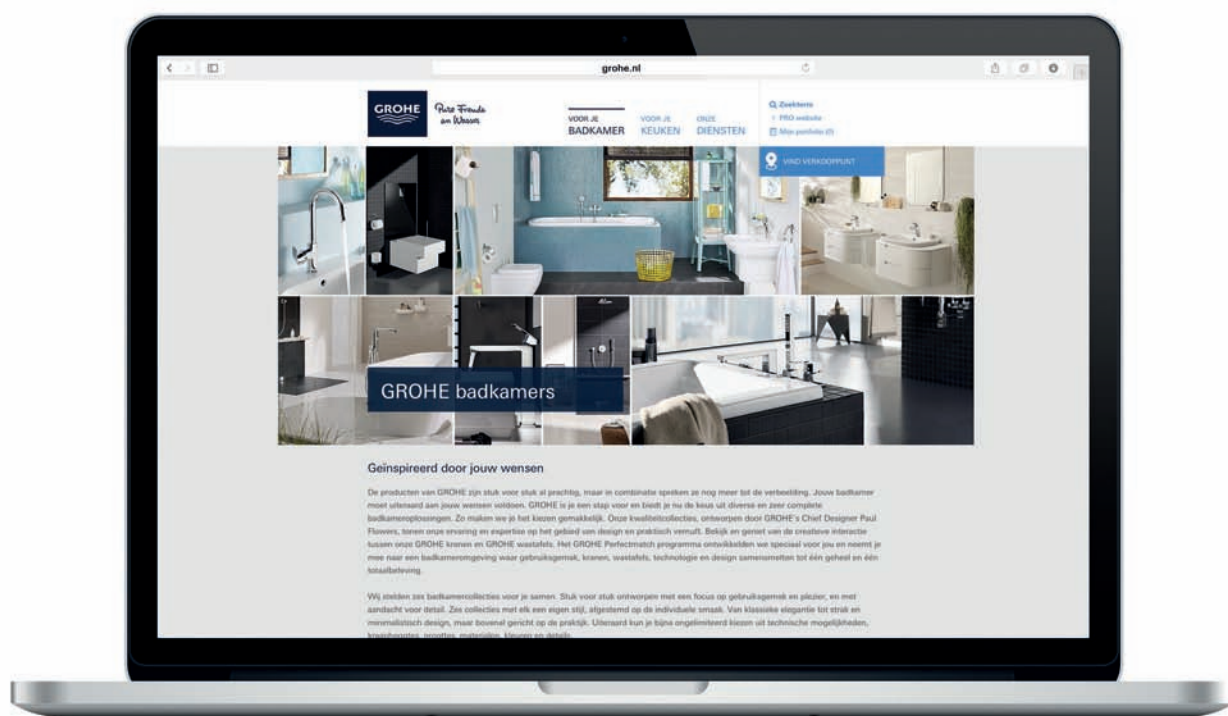 grohe.nl
GROHE
Pure Freude
an Wasser
VOOR JE
BADKAMER
VOOR JE
KEUKEN
ONZE
DIENSTEN
Zoekterm
PRO website
Mijn portfolio (0)
VIND VERKOOPPUNT
GROHE badkamers
Geïnspireerd door jouw wensen
De producten van GROHE zijn stuk voor stuk al prachtig, maar in combinatie spreken ze nog meer tot de verbeelding. Jouw badkamer
moet uiteraard aan jouw wensen voldoen. GROHE is je een stap voor en biedt je nu de keus uit diverse en zeer complete
badkameroplossingen. Zo maken we je het kiezen gemakkelijk. Onze kwaliteitcollecties, ontworpen door GROHE's Chief Designer Paul
Flowers, tonen onze ervaring en expertise op het gebied van design en praktisch vernuft. Bekijk en geniet van de creatieve interactie
tussen onze GROHE kranen en GROHE wastafels. Het GROHE Perfectmatch programma ontwikkelden we speciaal voor jou en neemt je
mee naar een badkameromgeving waar gebruiksgemak, kranen, wastafels, technologie en design samensmelten tot één geheel en één
totaalbeleving.
Wij stelden zes badkamercollecties voor je samen. Stuk voor stuk ontworpen met een focus op gebruiksgemak en plezier, en met
aandacht voor detail. Zes collecties met elk een eigen stijl, afgestemd op de individuele smaak. Van klassieke elegantie tot strak en
minimalistisch design, maar bovenal gericht op de praktijk. Uiteraard kun je bijna ongelimiteerd kiezen uit technische mogelijkheden,
kraanhoogtes, groottes, materialen, kleuren en details.